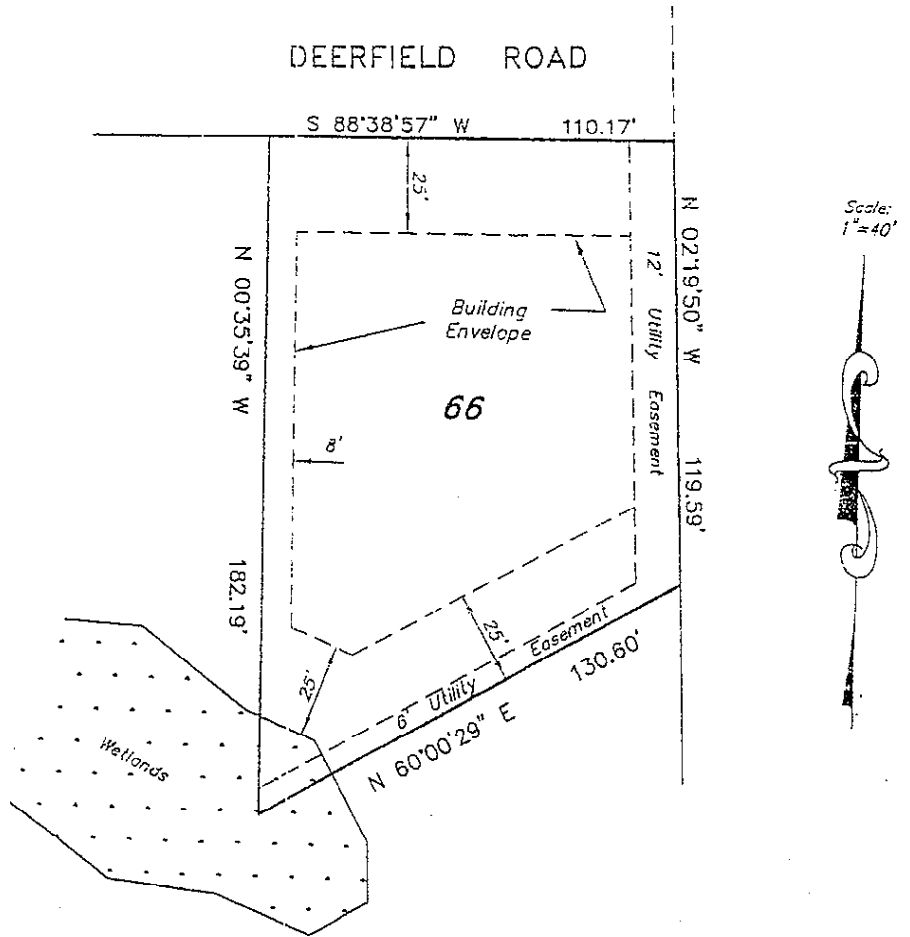 DEERFIELD ROAD
S 88°38'57" W 110.17'
25'
Scale:
1"=40'
N 02°19'50" W 119.59'
12' Utility Easement
N 00°35'39" W 182.19'
Building
Envelope
66
8'
25'
25'
6' Utility Easement
N 60°00'29" E 130.60'
Wetlands